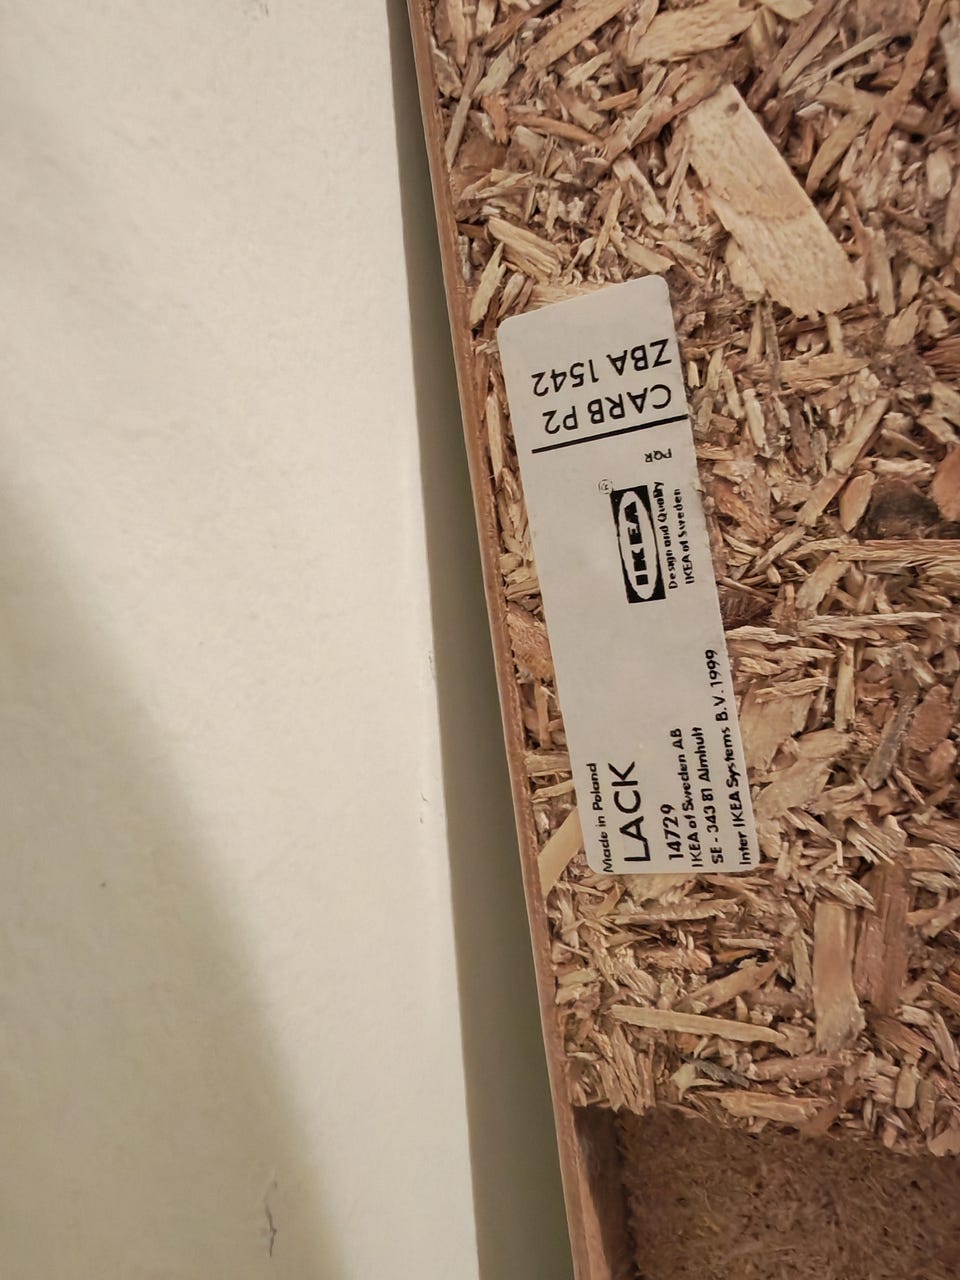 Made in Poland
LACK
14729
IKEA of Sweden AB
SE - 343 81 Älmhult
Inter IKEA Systems B.V. 1999
IKEA®
Design and Quality
IKEA of Sweden
PQR
CARB P2
ZBA 1542